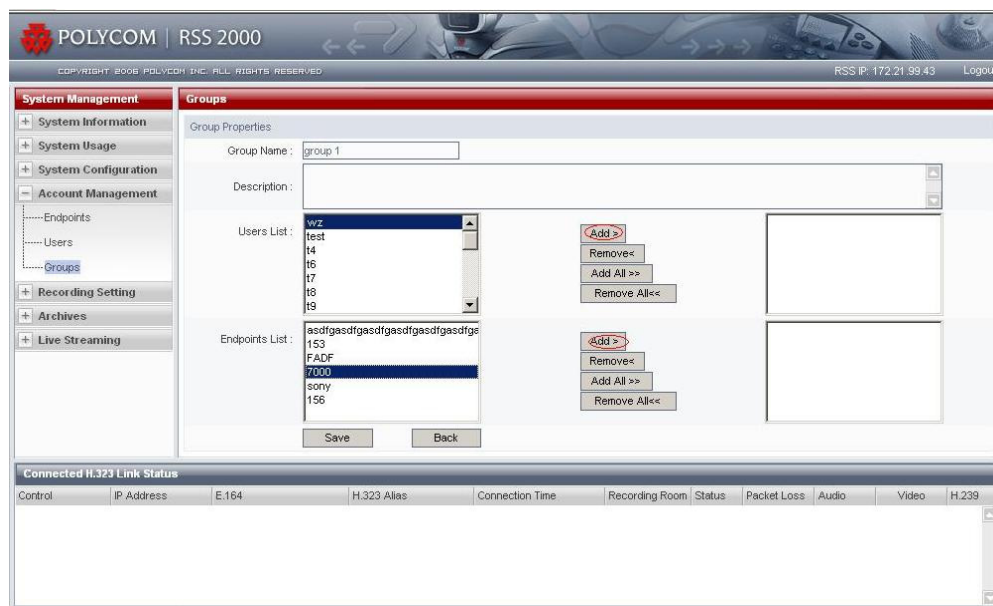 POLYCOM | RSS 2000
COPYRIGHT 2006 POLYCOM INC. ALL RIGHTS RESERVED
RSS IP: 172.21.99.43 Logou
System Management
+ System Information
+ System Usage
+ System Configuration
− Account Management
Endpoints
Users
Groups
+ Recording Setting
+ Archives
+ Live Streaming
Groups
Group Properties
Group Name : group 1
Description :
Users List :
wz
test
t4
t6
t7
t8
t9
Add >
Remove<
Add All >>
Remove All<<
Endpoints List :
asdfgasdfgasdfgasdfgasdfgasdfga
153
FADF
7000
sony
156
Add >
Remove<
Add All >>
Remove All<<
Save Back
Connected H.323 Link Status
Control IP Address E.164 H.323 Alias Connection Time Recording Room Status Packet Loss Audio Video H.239